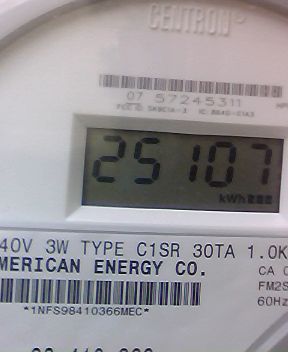 CENTRON®
07 57245311
25107
kWh
40V 3W TYPE C1SR 30TA 1.0K
MERICAN ENERGY CO.
CA 0
FM2S
60Hz
*1NFS98410366MEC*